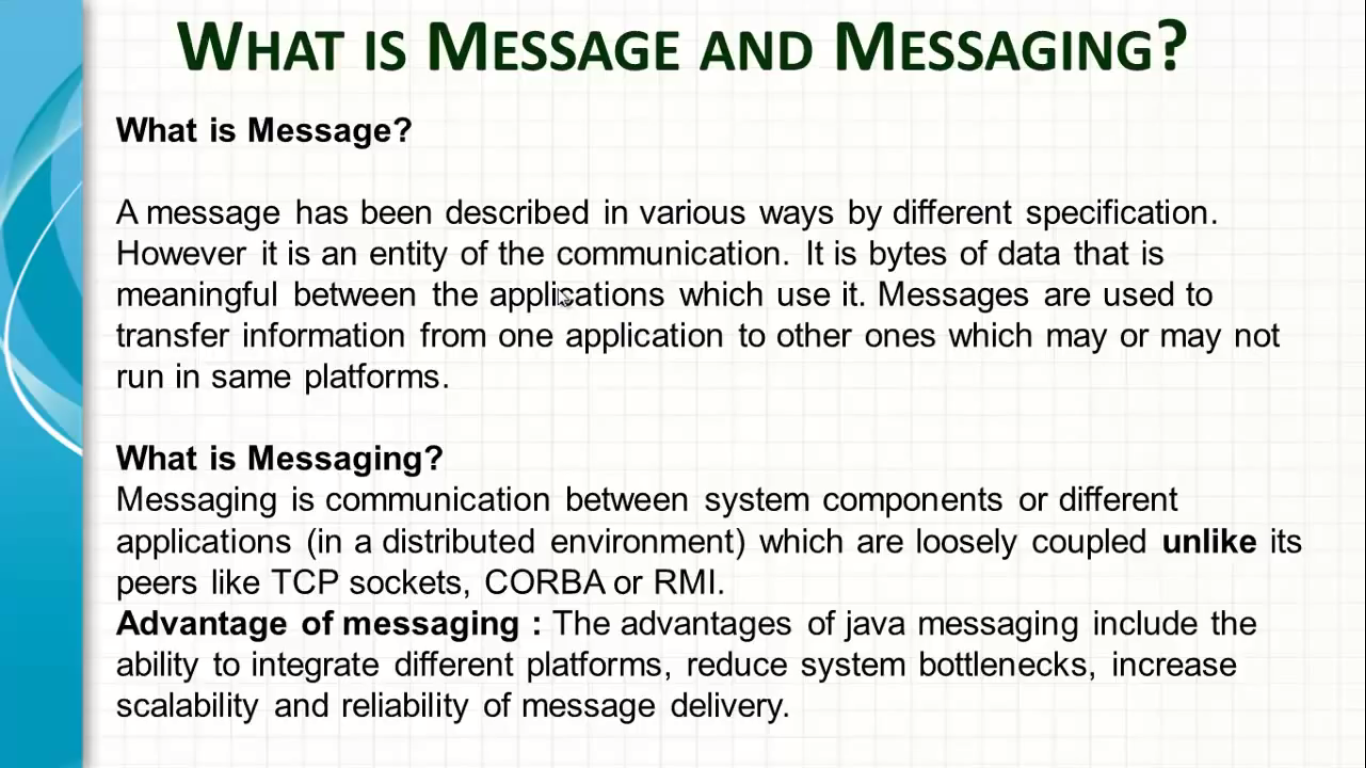 WHAT IS MESSAGE AND MESSAGING?
What is Message?
A message has been described in various ways by different specification.
However it is an entity of the communication. It is bytes of data that is
meaningful between the applications which use it. Messages are used to
transfer information from one application to other ones which may or may not
run in same platforms.
What is Messaging?
Messaging is communication between system components or different
applications (in a distributed environment) which are loosely coupled unlike its
peers like TCP sockets, CORBA or RMI.
Advantage of messaging : The advantages of java messaging include the
ability to integrate different platforms, reduce system bottlenecks, increase
scalability and reliability of message delivery.